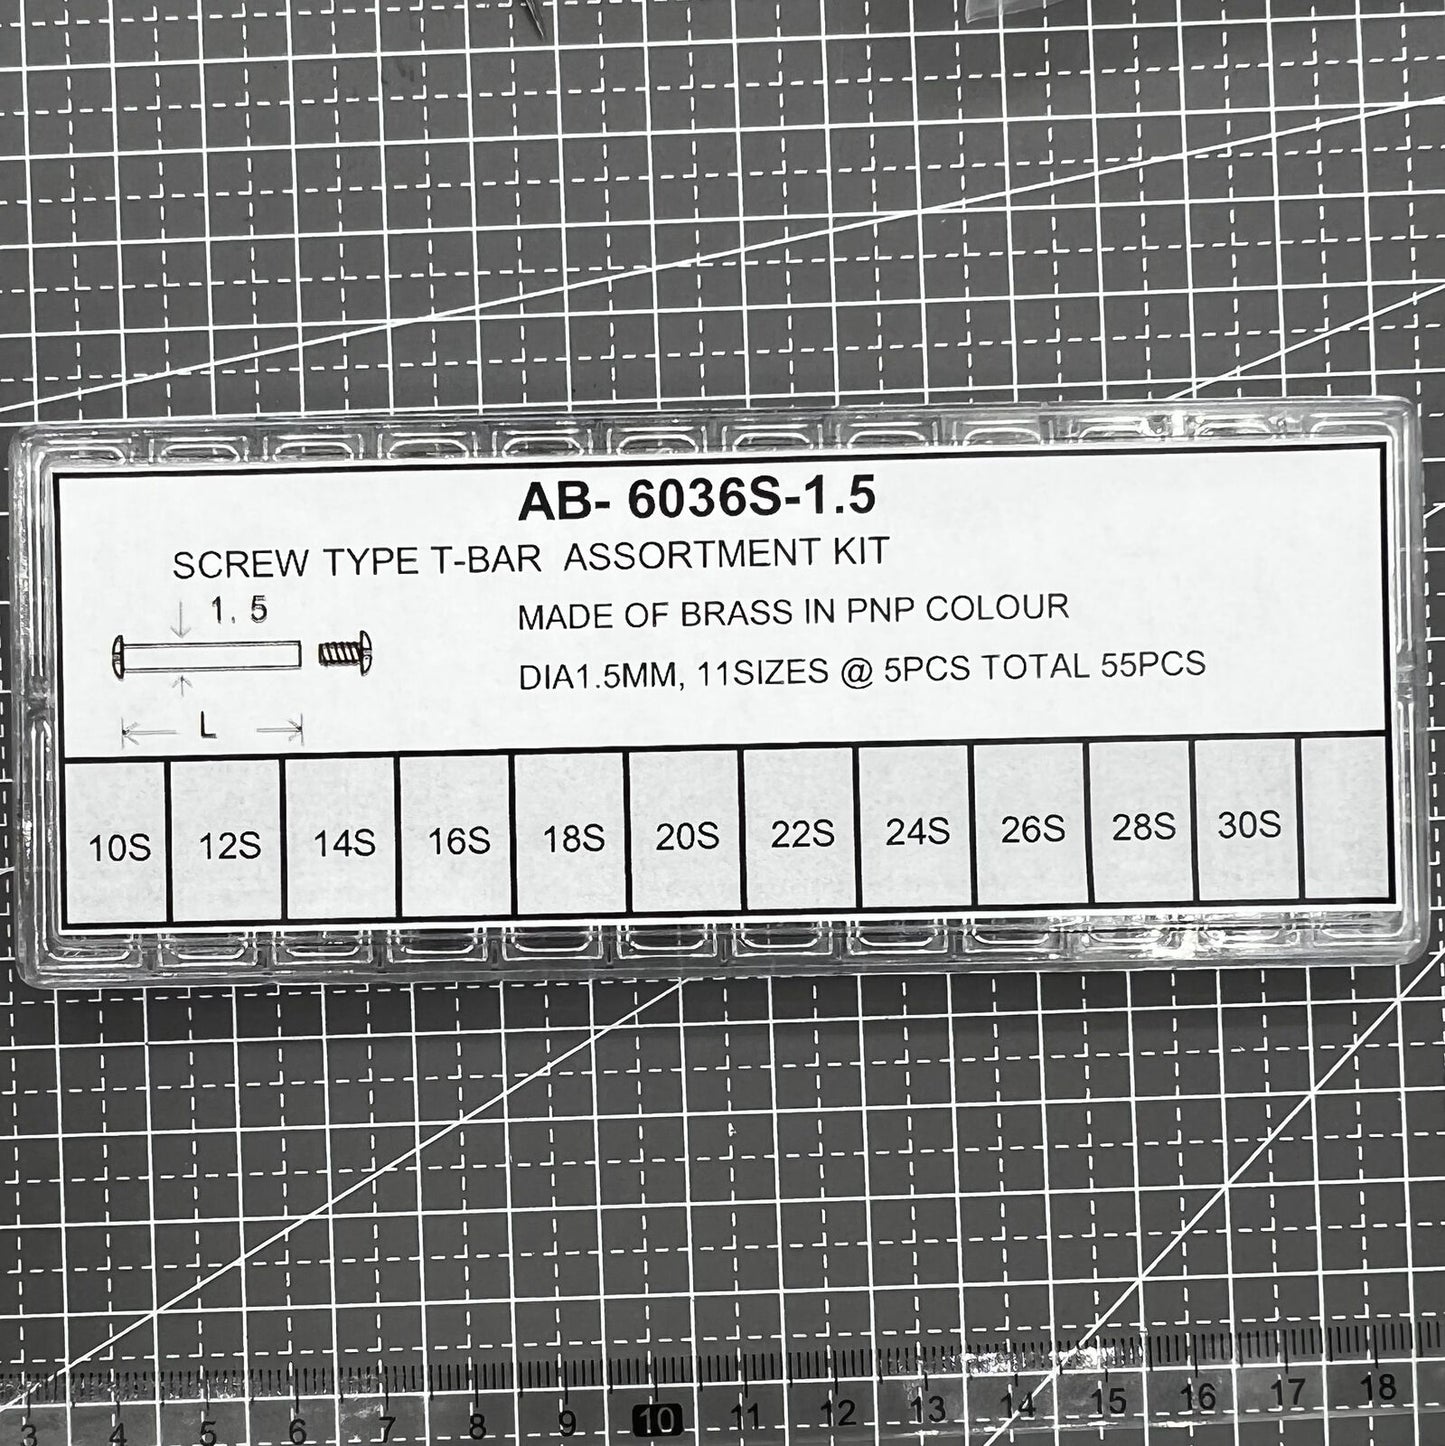 AB- 6036S-1.5
SCREW TYPE T-BAR ASSORTMENT KIT
1.5
MADE OF BRASS IN PNP COLOUR
DIA1.5MM, 11SIZES @ 5PCS TOTAL 55PCS
L
10S 12S 14S 16S 18S 20S 22S 24S 26S 28S 30S
3 4 5 6 7 8 9 10 11 12 13 14 15 16 17 18